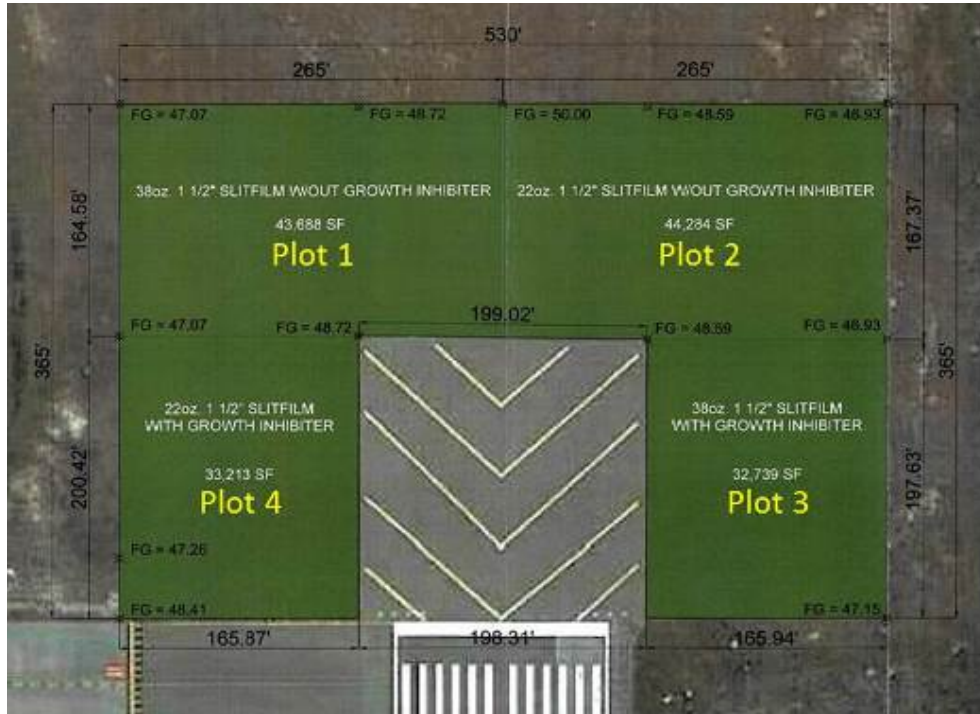 530'
265' 265'
FG = 47.07 FG = 48.72 FG = 50.00 FG = 48.59 FG = 46.93
38oz. 1 1/2" SLITFILM W/OUT GROWTH INHIBITER
43,688 SF
Plot 1
22oz. 1 1/2" SLITFILM W/OUT GROWTH INHIBITER
44,284 SF
Plot 2
164.58'
167.37'
199.02'
FG = 47.07 FG = 48.72 FG = 48.59 FG = 46.93
365'
365'
22oz. 1 1/2" SLITFILM
WITH GROWTH INHIBITER
33,213 SF
Plot 4
38oz. 1 1/2" SLITFILM
WITH GROWTH INHIBITER
32,739 SF
Plot 3
200.42'
197.63'
FG = 47.26
FG = 48.41 FG = 47.15
165.87' 198.31' 165.94'